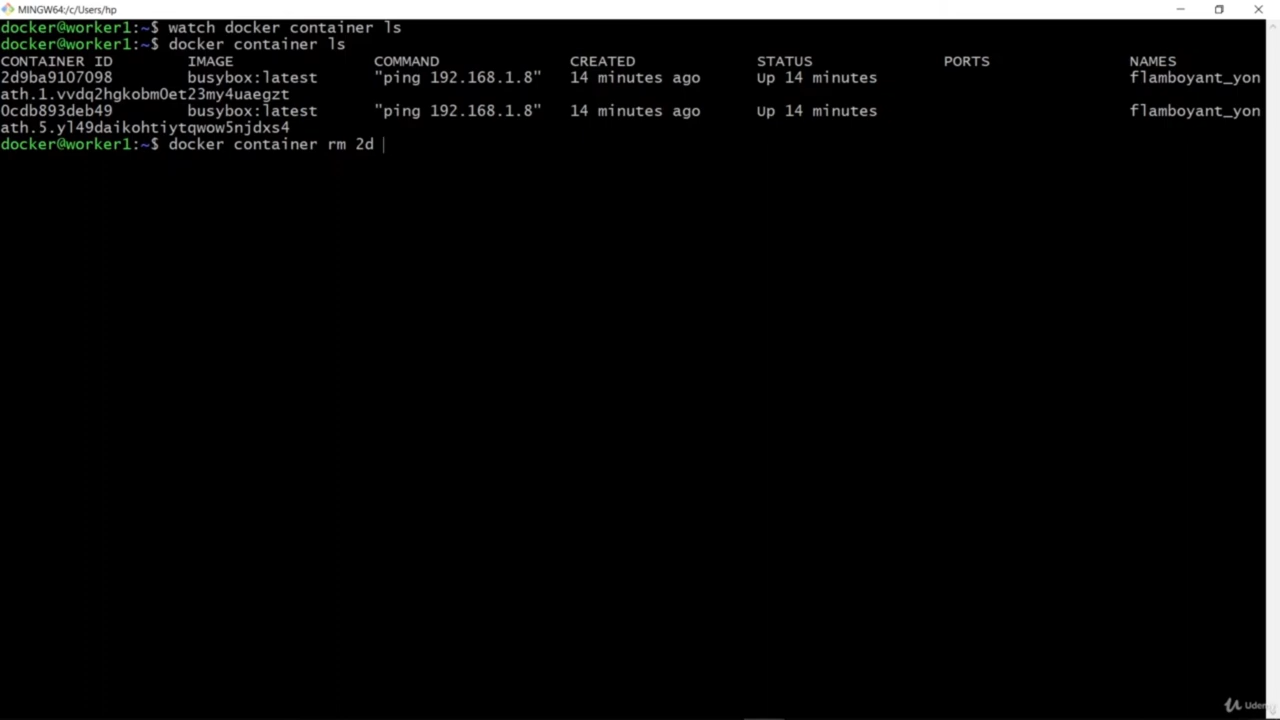 MINGW64:/c/Users/hp
docker@worker1:~$ watch docker container ls
docker@worker1:~$ docker container ls
CONTAINER ID IMAGE COMMAND CREATED STATUS PORTS NAMES
2d9ba9107098 busybox:latest "ping 192.168.1.8" 14 minutes ago Up 14 minutes flamboyant_yon
ath.1.vvdq2hgkobm0et23my4uaegzt
0cdb893deb49 busybox:latest "ping 192.168.1.8" 14 minutes ago Up 14 minutes flamboyant_yon
ath.5.yl49daikohtiytqwow5njdxs4
docker@worker1:~$ docker container rm 2d